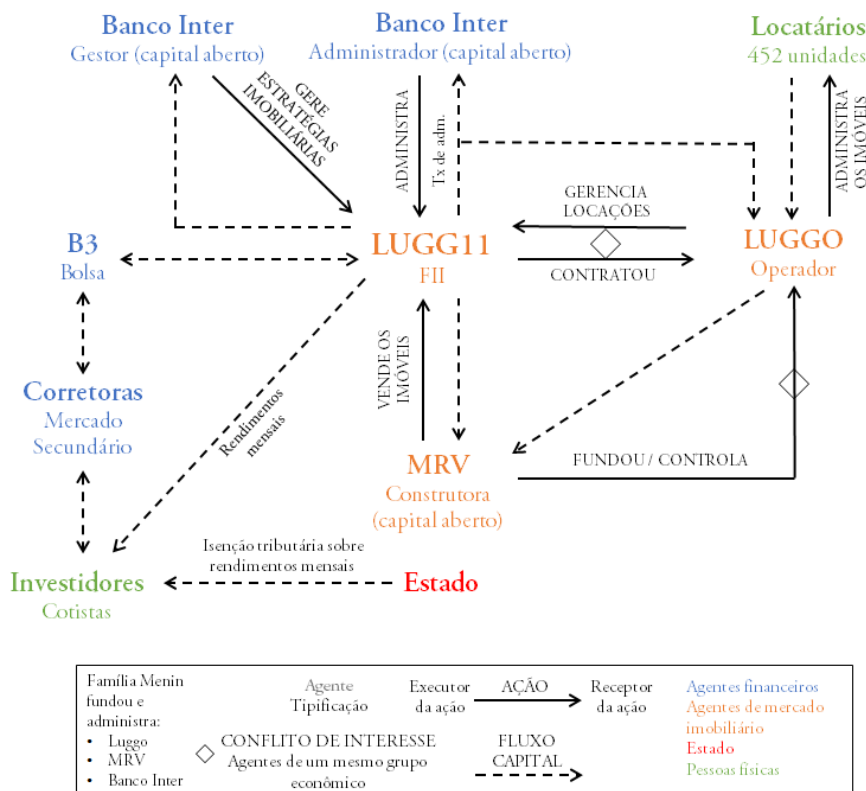 Banco Inter
Gestor (capital aberto)
Banco Inter
Administrador (capital aberto)
Locatários
452 unidades
GERE
ESTRATÉGIAS
IMOBILIÁRIAS
ADMINISTRA
Tx de adm.
ADMINISTRA
OS IMÓVEIS
GERENCIA
LOCAÇÕES
B3
Bolsa
LUGG11
FII
CONTRATOU
LUGGO
Operador
VENDE OS
IMÓVEIS
Corretoras
Mercado
Secundário
Rendimentos
mensais
MRV
Construtora
(capital aberto)
FUNDOU / CONTROLA
Isenção tributária sobre
rendimentos mensais
Investidores
Cotistas
Estado
Família Menin
fundou e
administra:
• Luggo
• MRV
• Banco Inter
Agente
Tipificação
Executor
da ação
AÇÃO
Receptor
da ação
CONFLITO DE INTERESSE
Agentes de um mesmo grupo
econômico
FLUXO
CAPITAL
Agentes financeiros
Agentes de mercado
imobiliário
Estado
Pessoas físicas